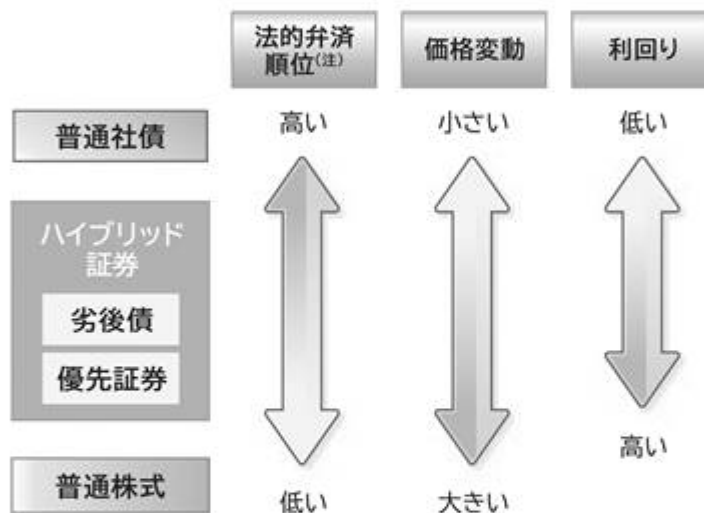 法的弁済
順位(注)
価格変動
利回り
普通社債
高い
小さい
低い
ハイブリッド
証券
劣後債
優先証券
高い
普通株式
低い
大きい